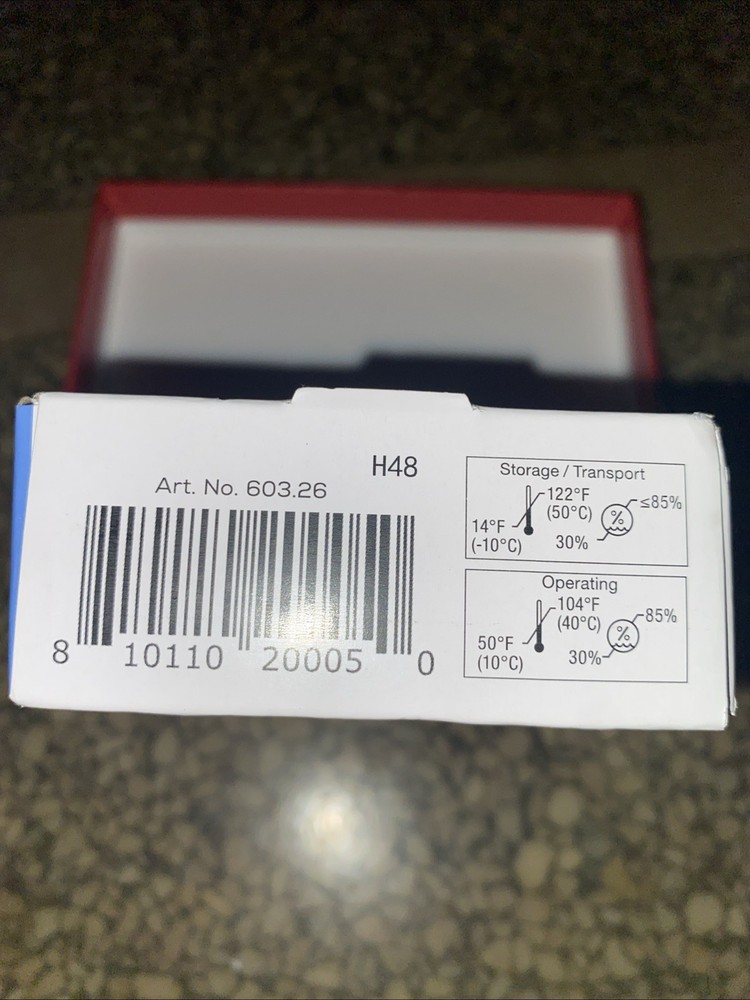 H48
Art. No. 603.26
8 10110 20005 0
Storage / Transport
122°F
(50°C)
≤85%
14°F
(-10°C)
%
30%
Operating
104°F
(40°C)
85%
50°F
(10°C)
%
30%